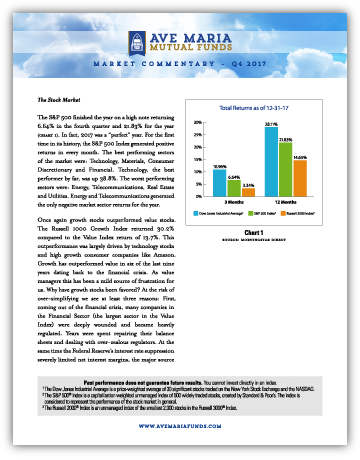 AVE MARIA
MUTUAL FUNDS
MARKET COMMENTARY - Q4 2017
The Stock Market
The S&P 500 finished the year on a high note returning
6.64% in the fourth quarter and 21.83% for the year
(CHART 1). In fact, 2017 was a "perfect" year. For the first
time in its history, the S&P 500 Index generated positive
returns in every month. The best performing sectors
of the market were: Technology, Materials, Consumer
Discretionary and Financial. Technology, the best
performer by far, was up 38.8%. The worst performing
sectors were: Energy, Telecommunications, Real Estate
and Utilities. Energy and Telecommunications generated
the only negative market sector returns for the year.
Once again growth stocks outperformed value stocks.
The Russell 1000 Growth Index returned 30.2%
compared to the Value Index return of 13.7%. This
outperformance was largely driven by technology stocks
and high growth consumer companies like Amazon.
Growth has outperformed value in six of the last nine
years dating back to the financial crisis. As value
managers this has been a mild source of frustration for
us. Why have growth stocks been favored? At the risk of
over-simplifying we see at least three reasons: First,
coming out of the financial crisis, many companies in
the Financial Sector (the largest sector in the Value
Index) were deeply wounded and became heavily
regulated. Years were spent repairing their balance
sheets and dealing with over-zealous regulators. At the
same time the Federal Reserve's interest rate suppression
severely limited net interest margins, the major source
Total Returns as of 12-31-17
30%
25%
20%
15%
10%
5%
0%
10.96%
6.64%
3.34%
28.11%
21.83%
14.65%
3 Months
12 Months
Dow Jones Industrial Average¹
S&P 500 Index²
Russell 2000 Index³
Chart 1
SOURCE: MORNINGSTAR DIRECT
Past performance does not guarantee future results. You cannot invest directly in an index.
¹ The Dow Jones Industrial Average is a price-weighted average of 30 significant stocks traded on the New York Stock Exchange and the NASDAQ.
² The S&P 500® Index is a capitalization weighted unmanaged index of 500 widely traded stocks, created by Standard & Poor's. The index is
considered to represent the performance of the stock market in general.
³ The Russell 2000® Index is an unmanaged index of the smallest 2,000 stocks in the Russell 3000® Index.
WWW.AVEMARIAFUNDS.COM